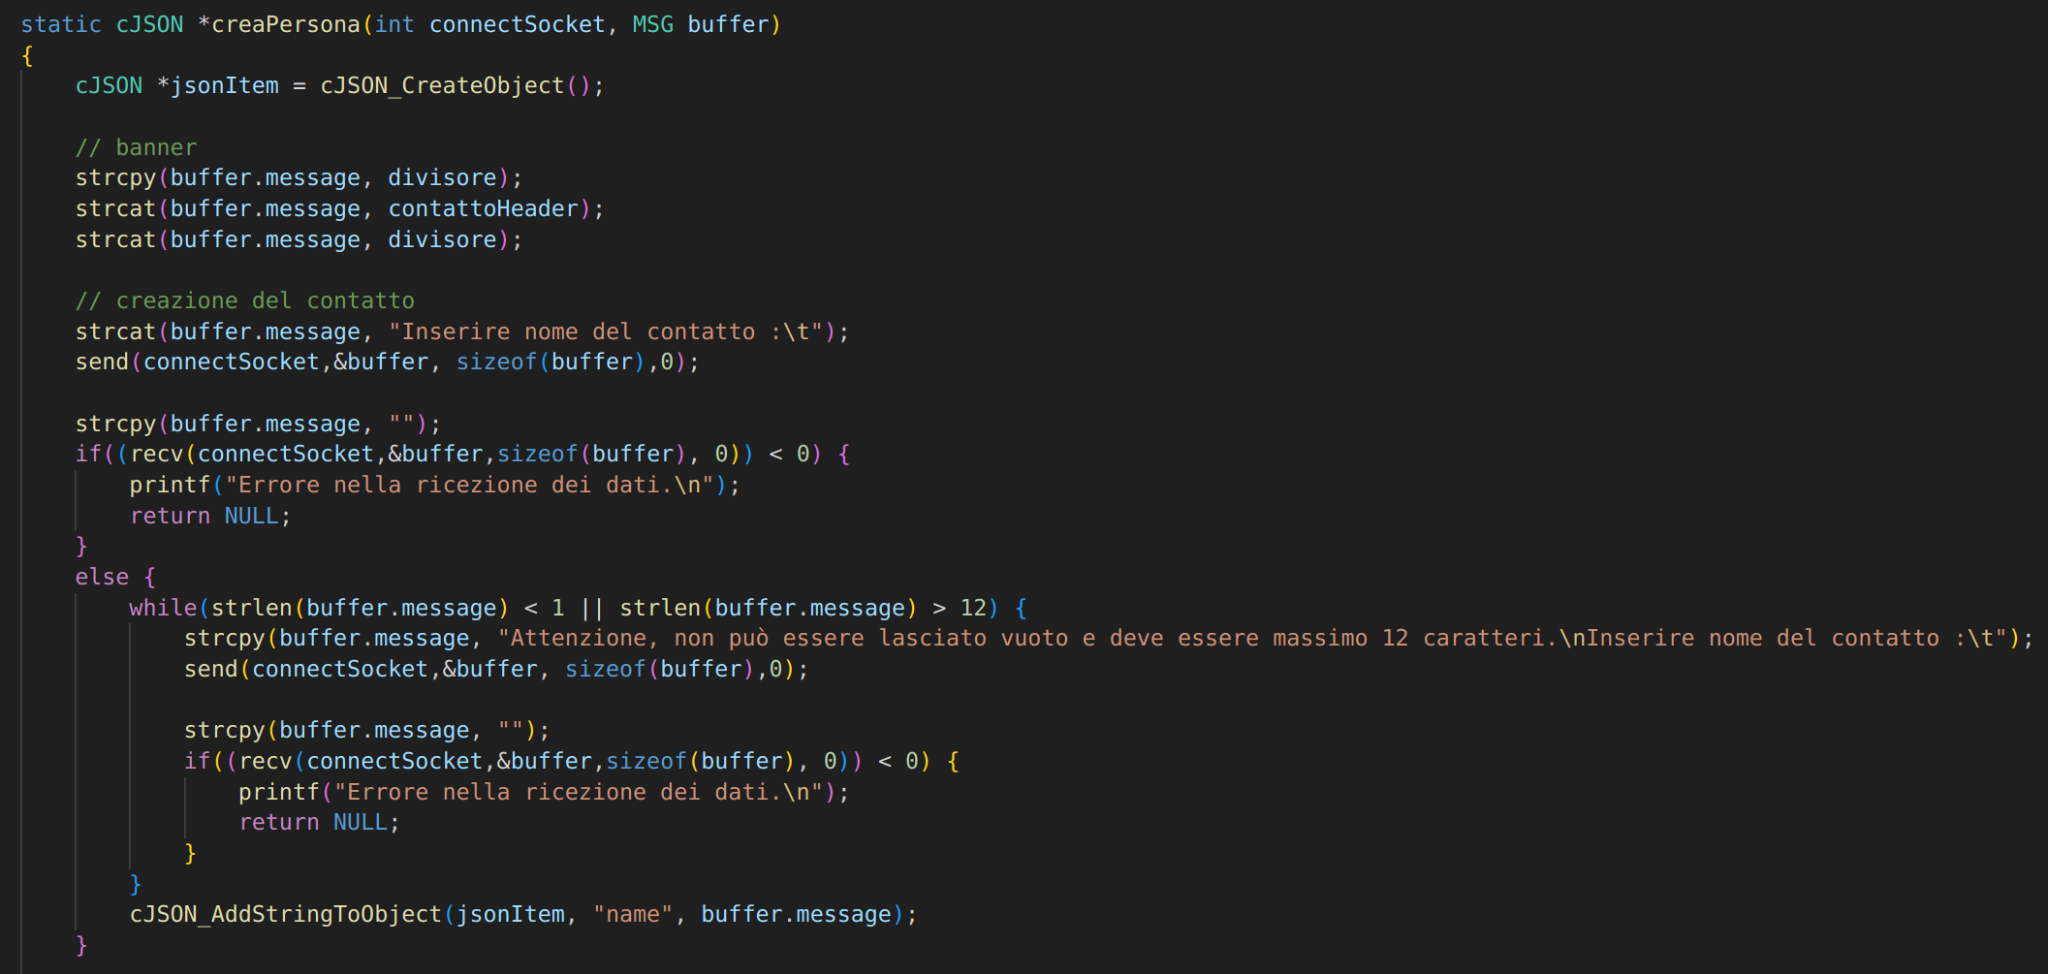 static cJSON *creaPersona(int connectSocket, MSG buffer)
{
    cJSON *jsonItem = cJSON_CreateObject();

    // banner
    strcpy(buffer.message, divisore);
    strcat(buffer.message, contattoHeader);
    strcat(buffer.message, divisore);

    // creazione del contatto
    strcat(buffer.message, "Inserire nome del contatto :\t");
    send(connectSocket,&buffer, sizeof(buffer),0);

    strcpy(buffer.message, "");
    if((recv(connectSocket,&buffer,sizeof(buffer), 0)) < 0) {
        printf("Errore nella ricezione dei dati.\n");
        return NULL;
    }
    else {
        while(strlen(buffer.message) < 1 || strlen(buffer.message) > 12) {
            strcpy(buffer.message, "Attenzione, non può essere lasciato vuoto e deve essere massimo 12 caratteri.\nInserire nome del contatto :\t");
            send(connectSocket,&buffer, sizeof(buffer),0);

            strcpy(buffer.message, "");
            if((recv(connectSocket,&buffer,sizeof(buffer), 0)) < 0) {
                printf("Errore nella ricezione dei dati.\n");
                return NULL;
            }
        }
        cJSON_AddStringToObject(jsonItem, "name", buffer.message);
    }